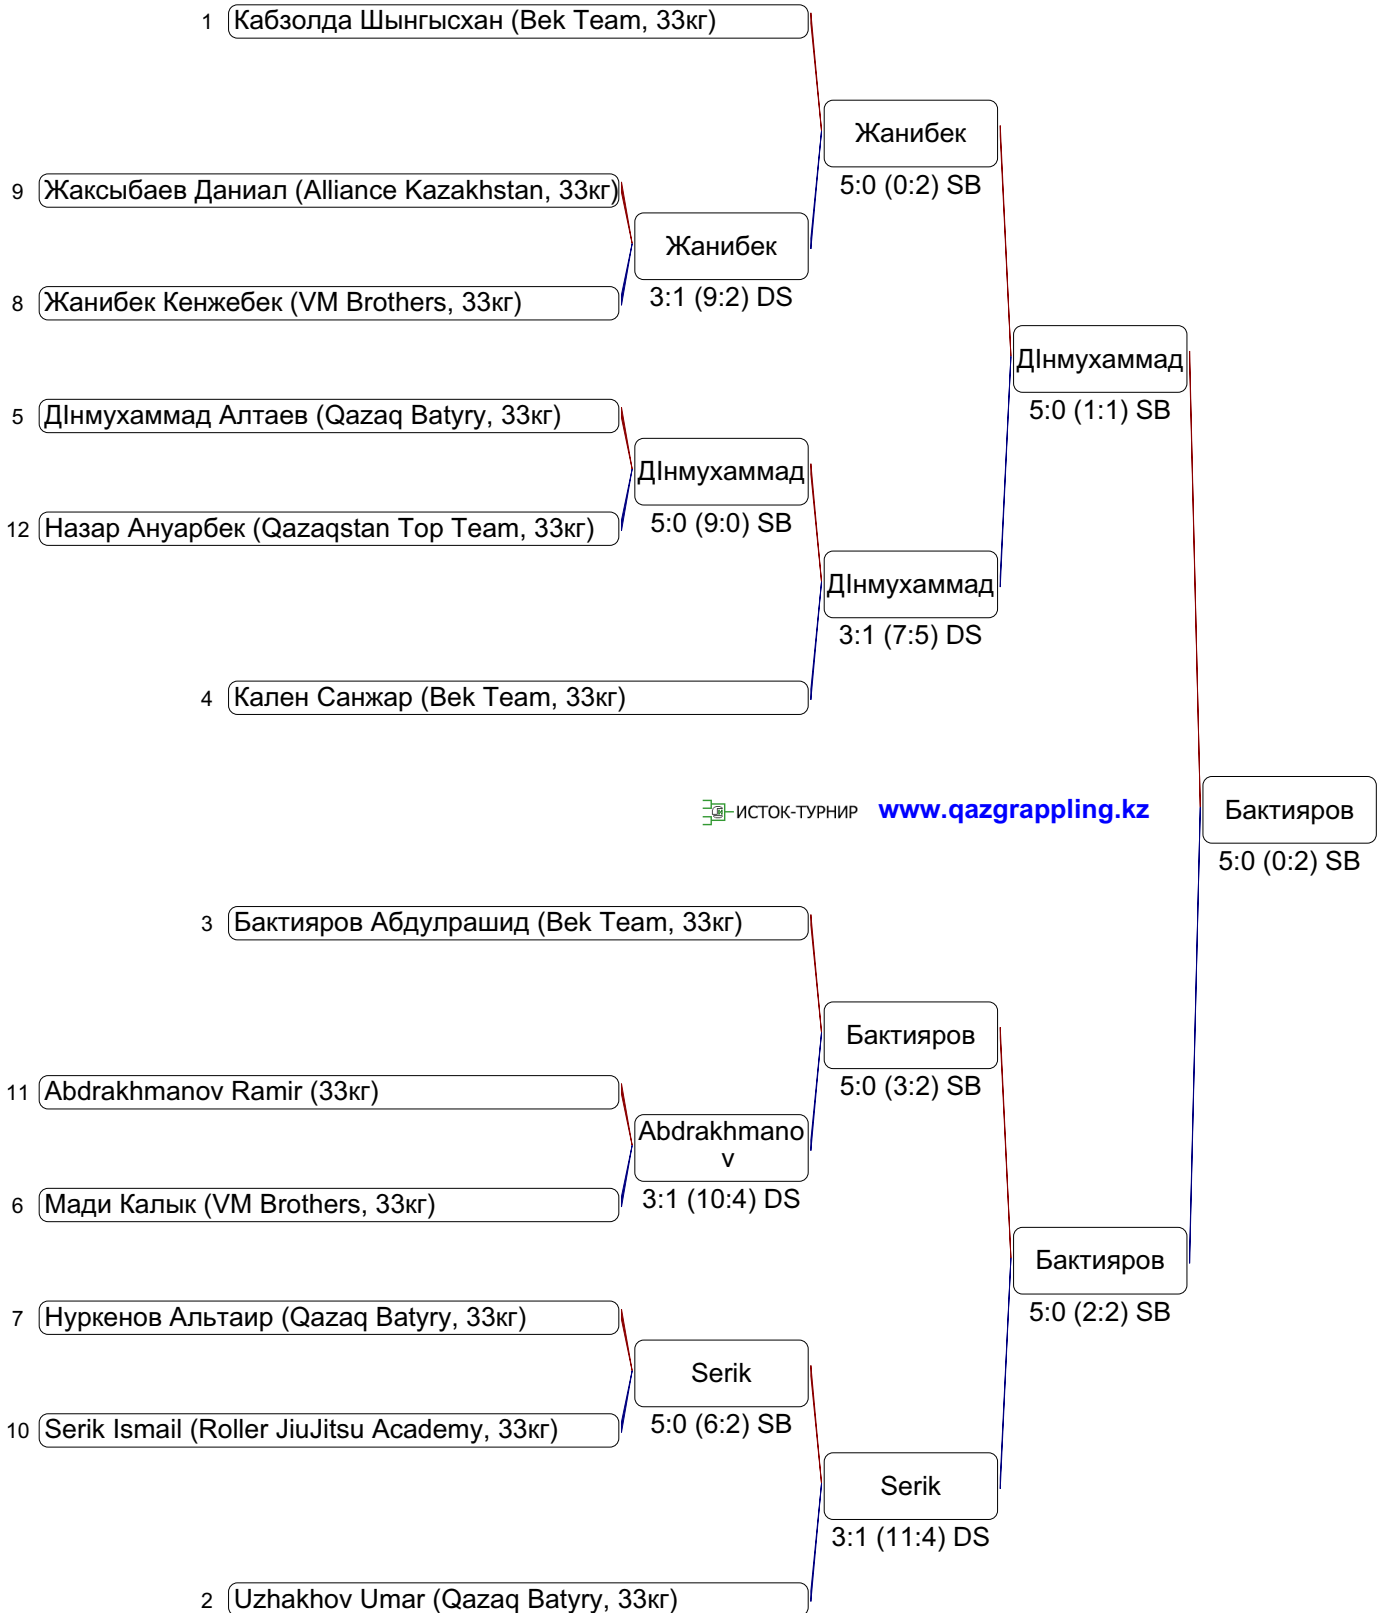 1 Кабзолда Шынгысхан (Bek Team, 33кг)
Жанибек
5:0 (0:2) SB
9 Жаксыбаев Даниал (Alliance Kazakhstan, 33кг)
Жанибек
3:1 (9:2) DS
8 Жанибек Кенжебек (VM Brothers, 33кг)
ДІнмухаммад
5:0 (1:1) SB
5 ДІнмухаммад Алтаев (Qazaq Batyry, 33кг)
ДІнмухаммад
5:0 (9:0) SB
12 Назар Ануарбек (Qazaqstan Top Team, 33кг)
ДІнмухаммад
3:1 (7:5) DS
4 Кален Санжар (Bek Team, 33кг)
ИСТОК-ТУРНИР www.qazgrappling.kz
Бактияров
5:0 (0:2) SB
3 Бактияров Абдулрашид (Bek Team, 33кг)
Бактияров
5:0 (3:2) SB
11 Abdrakhmanov Ramir (33кг)
Abdrakhmano
v
3:1 (10:4) DS
6 Мади Калык (VM Brothers, 33кг)
Бактияров
5:0 (2:2) SB
7 Нуркенов Альтаир (Qazaq Batyry, 33кг)
Serik
5:0 (6:2) SB
10 Serik Ismail (Roller JiuJitsu Academy, 33кг)
Serik
3:1 (11:4) DS
2 Uzhakhov Umar (Qazaq Batyry, 33кг)